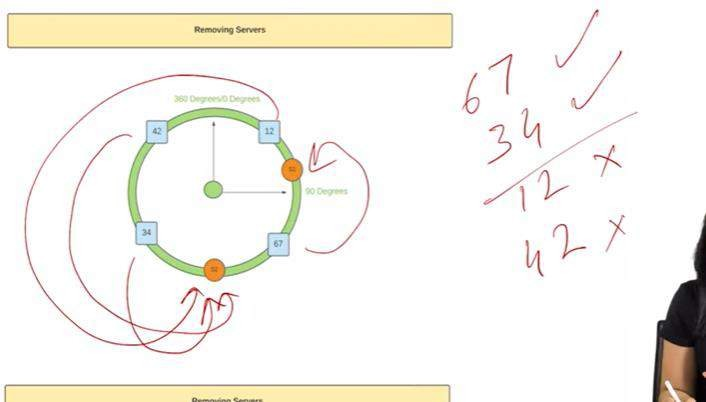 Removing Servers
360 Degrees/0 Degrees
42
12
S3
90 Degrees
34
67
S2
67 ✓
34 ✓
12 ×
42 ×
Removing Servers